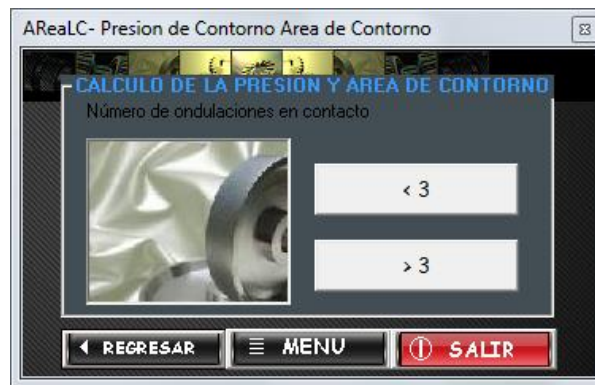 AReaLC- Presion de Contorno Area de Contorno
CALCULO DE LA PRESION Y AREA DE CONTORNO
Número de ondulaciones en contacto
< 3
> 3
REGRESAR
MENU
SALIR